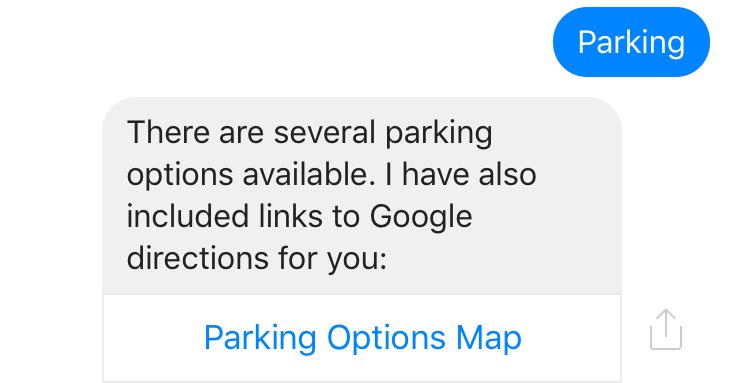 Parking
There are several parking
options available. I have also
included links to Google
directions for you:
Parking Options Map